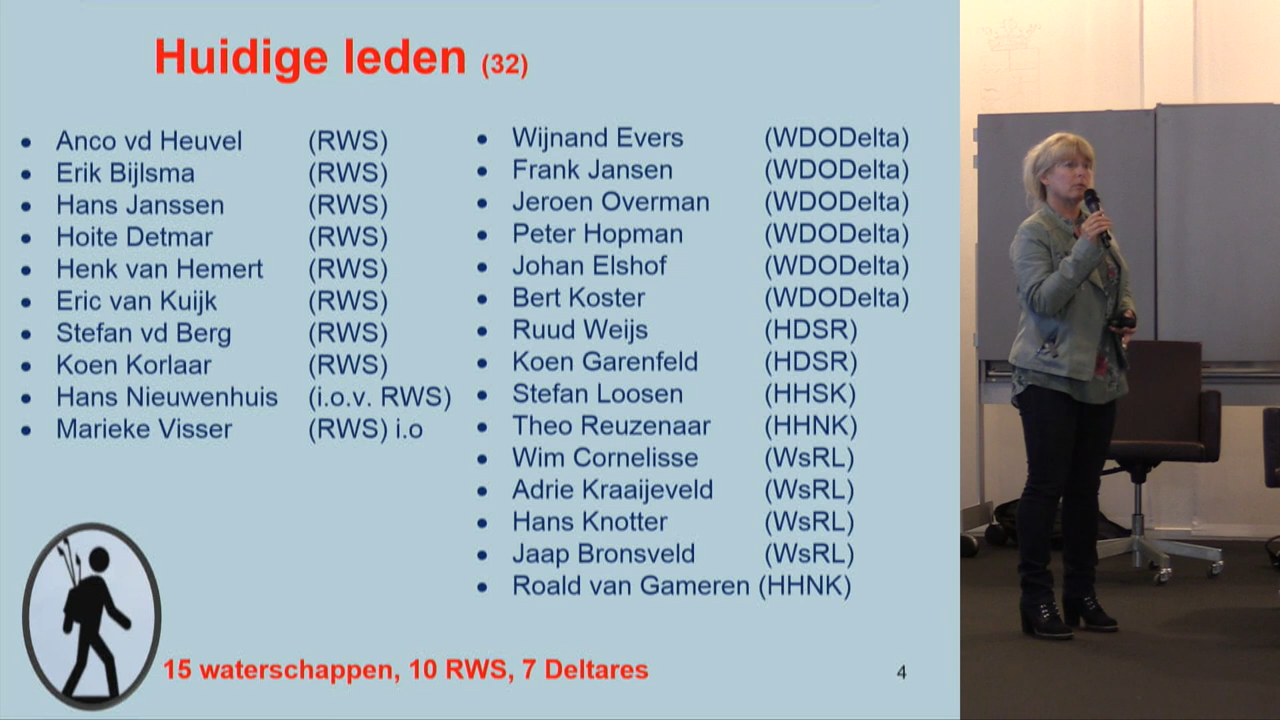 Huidige leden (32)
• Anco vd Heuvel (RWS)
• Erik Bijlsma (RWS)
• Hans Janssen (RWS)
• Hoite Detmar (RWS)
• Henk van Hemert (RWS)
• Eric van Kuijk (RWS)
• Stefan vd Berg (RWS)
• Koen Korlaar (RWS)
• Hans Nieuwenhuis (i.o.v. RWS)
• Marieke Visser (RWS) i.o
• Wijnand Evers (WDODelta)
• Frank Jansen (WDODelta)
• Jeroen Overman (WDODelta)
• Peter Hopman (WDODelta)
• Johan Elshof (WDODelta)
• Bert Koster (WDODelta)
• Ruud Weijs (HDSR)
• Koen Garenfeld (HDSR)
• Stefan Loosen (HHSK)
• Theo Reuzenaar (HHNK)
• Wim Cornelisse (WsRL)
• Adrie Kraaijeveld (WsRL)
• Hans Knotter (WsRL)
• Jaap Bronsveld (WsRL)
• Roald van Gameren (HHNK)
15 waterschappen, 10 RWS, 7 Deltares
4